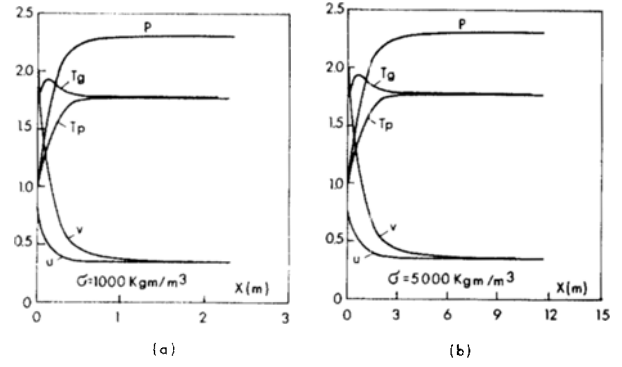 2.5
2.0
1.5
1.0
0.5
0
P
Tg
Tp
v
u
σ=1000 Kgm/m3
X(m)
0 1 2 3
(a)
2.5
2.0
1.5
1.0
0.5
0
P
Tg
Tp
v
u
σ=5000 Kgm/m3
X(m)
0 3 6 9 12 15
(b)